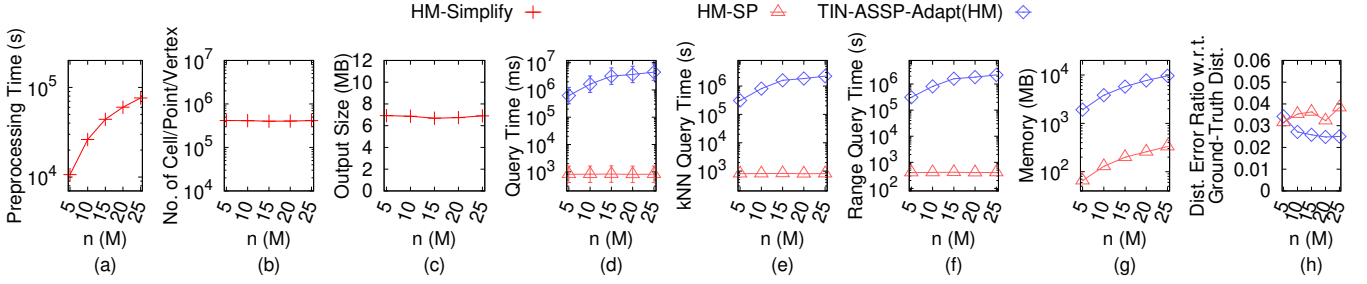 HM-Simplify HM-SP TIN-ASSP-Adapt(HM)
Preprocessing Time (s)
10^5
10^4
5 10 15 20 25
n (M)
(a)
No. of Cell/Point/Vertex
10^7
10^6
10^5
10^4
5 10 15 20 25
n (M)
(b)
Output Size (MB)
12
10
8
6
4
2
0
5 10 15 20 25
n (M)
(c)
Query Time (ms)
10^7
10^6
10^5
10^4
10^3
5 10 15 20 25
n (M)
(d)
kNN Query Time (s)
10^6
10^5
10^4
10^3
5 10 15 20 25
n (M)
(e)
Range Query Time (s)
10^6
10^5
10^4
10^3
10^2
5 10 15 20 25
n (M)
(f)
Memory (MB)
10^4
10^3
10^2
5 10 15 20 25
n (M)
(g)
Dist. Error Ratio w.r.t.
Ground-Truth Dist.
0.06
0.05
0.04
0.03
0.02
0.01
0
5 10 15 20 25
n (M)
(h)